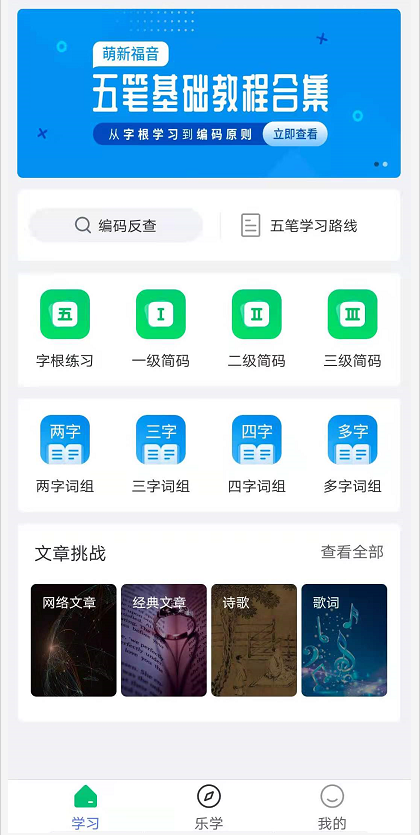 萌新福音
五笔基础教程合集
从字根学习到编码原则 立即查看
编码反查 五笔学习路线
五 I II III
字根练习 一级简码 二级简码 三级简码
两字 三字 四字 多字
两字词组 三字词组 四字词组 多字词组
文章挑战 查看全部
网络文章 经典文章 诗歌 歌词
学习 乐学 我的